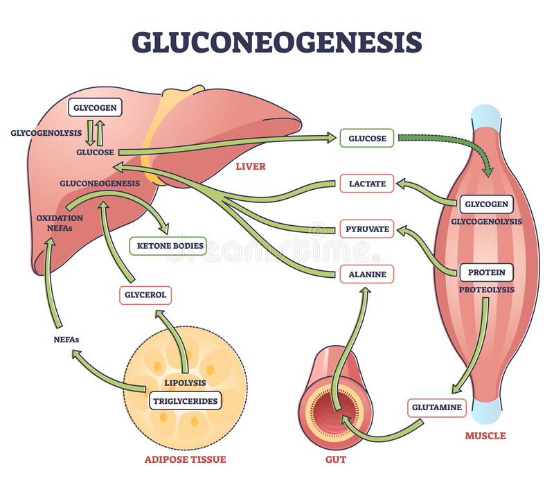 GLUCONEOGENESIS
GLYCOGEN
GLYCOGENOLYSIS
GLUCOSE
GLUCONEOGENESIS
OXIDATION
NEFAs
KETONE BODIES
LIVER
GLUCOSE
LACTATE
PYRUVATE
ALANINE
GLYCOGEN
GLYCOGENOLYSIS
PROTEIN
PROTEOLYSIS
GLYCEROL
NEFAs
LIPOLYSIS
TRIGLYCERIDES
ADIPOSE TISSUE
GUT
GLUTAMINE
MUSCLE
dreamstime.